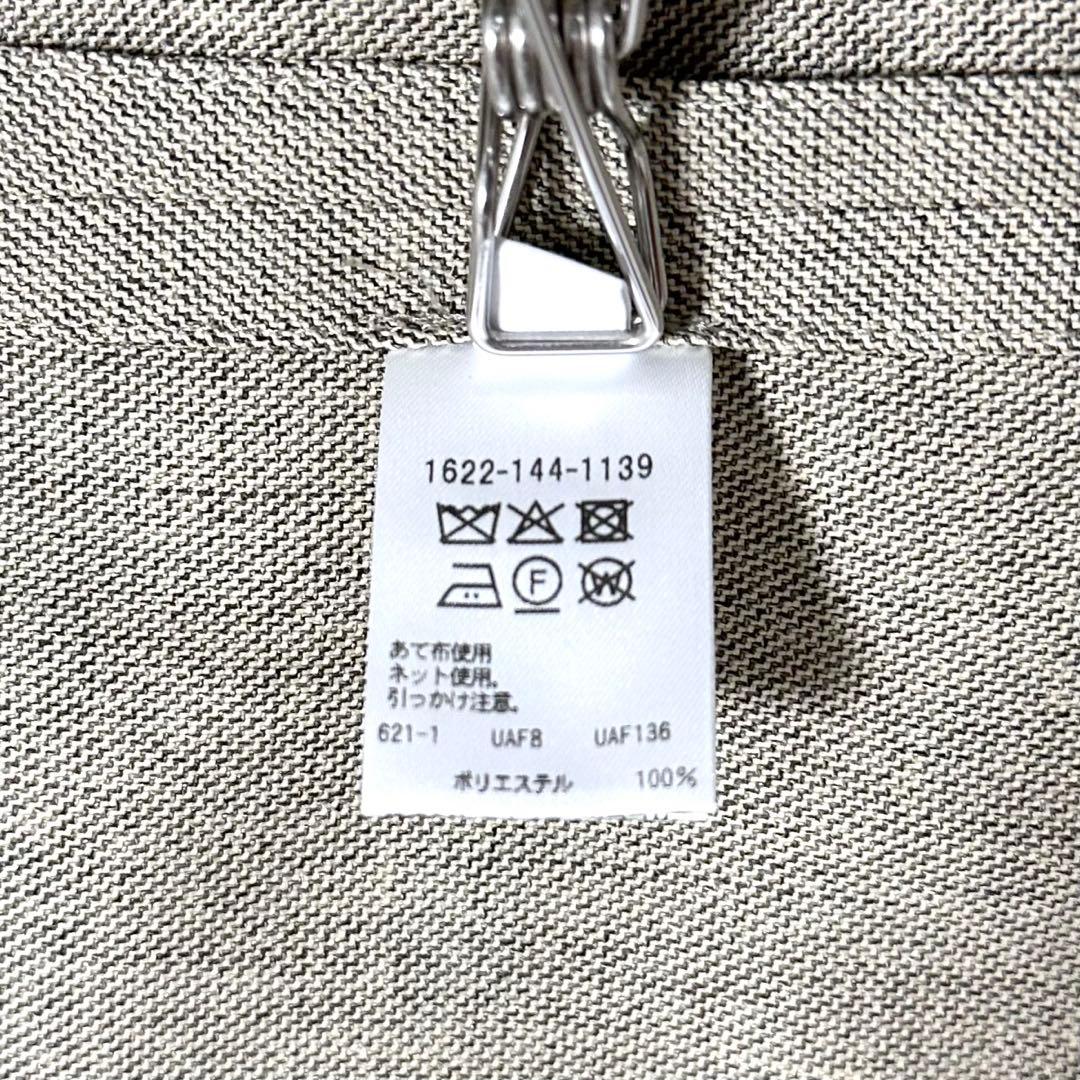 1622-144-1139
F W
あて布使用
ネット使用。
引っかけ注意。
621-1 UAF8 UAF136
ポリエステル 100%